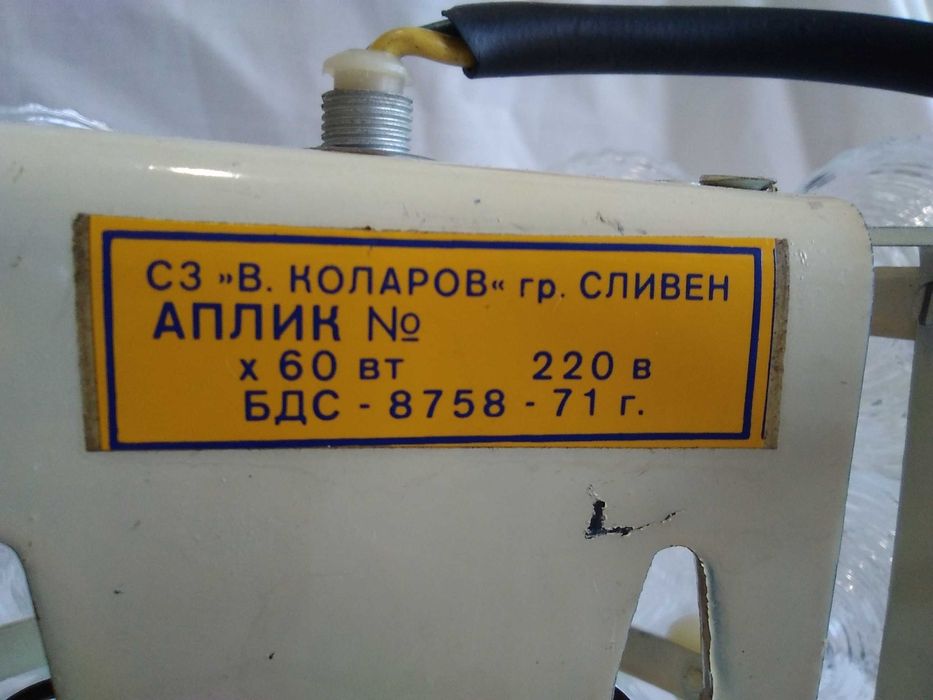 СЗ »В. КОЛАРОВ« гр. СЛИВЕН
АПЛИК №
х 60 вт 220 в
БДС - 8758 - 71 г.